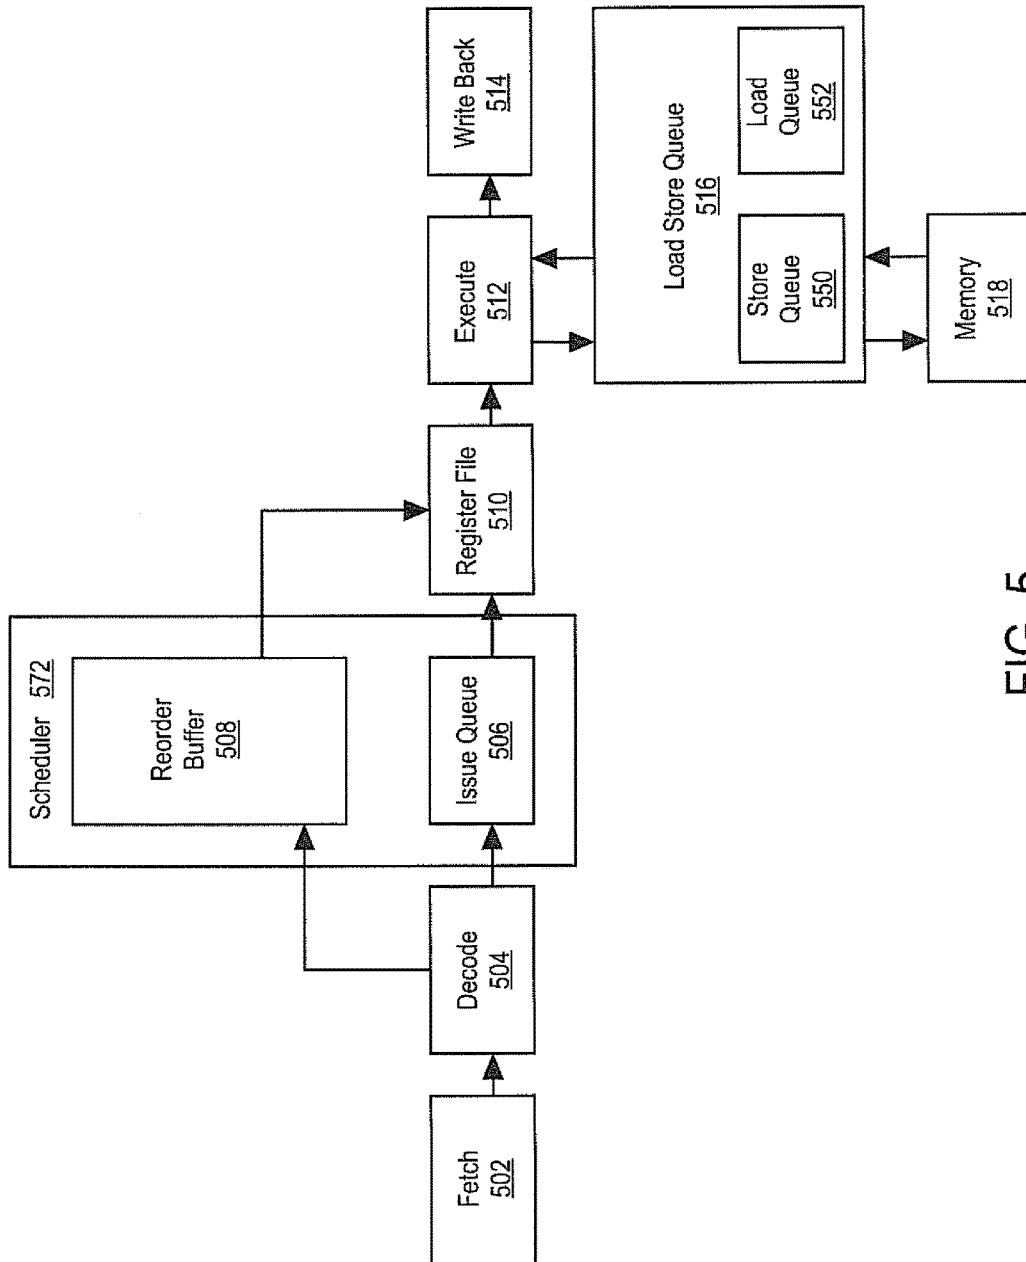 Scheduler 572
Reorder
Buffer
508
Issue Queue
506
Fetch
502
Decode
504
Register File
510
Execute
512
Write Back
514
Load Store Queue
516
Store
Queue
550
Load
Queue
552
Memory
518
FIG. 5